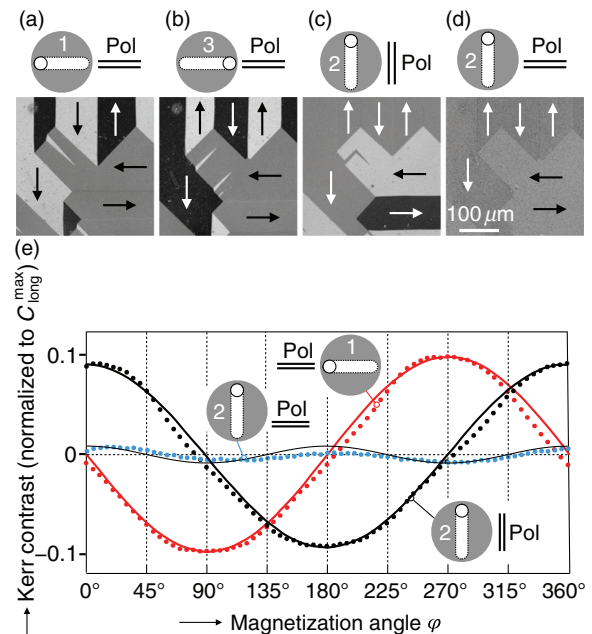 (a) (b) (c) (d)
1 Pol 3 Pol 2 Pol 2 Pol
100 μm
(e)
Kerr contrast (normalized to C_long^max)
0.1
0
−0.1
Pol 1
2 Pol
2 Pol
0° 45° 90° 135° 180° 225° 270° 315° 360°
Magnetization angle φ